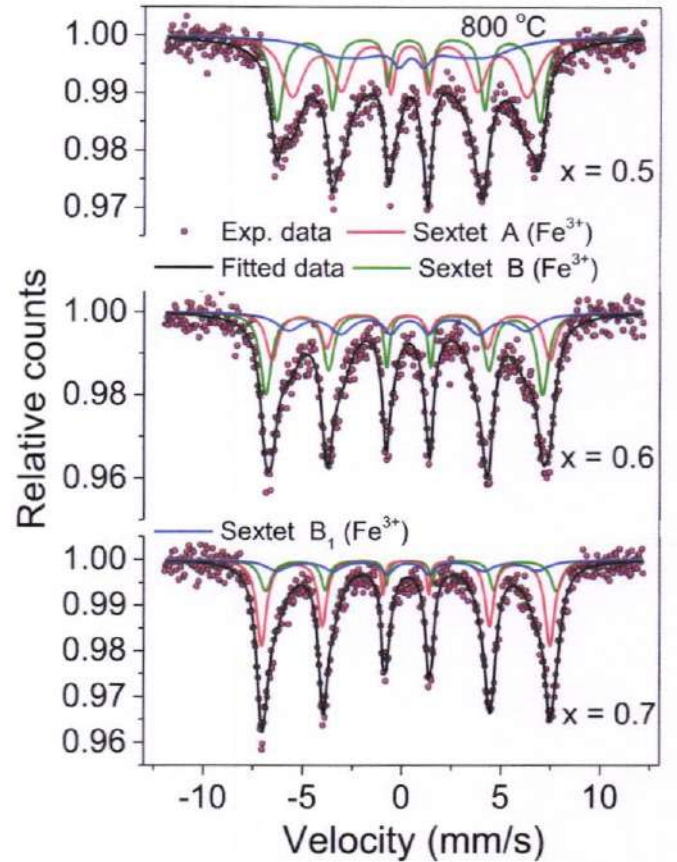 800 °C
1.00
0.99
0.98
0.97
x = 0.5
Exp. data Sextet A (Fe³⁺)
Fitted data Sextet B (Fe³⁺)
1.00
0.98
0.96
x = 0.6
Relative counts
Sextet B₁ (Fe³⁺)
1.00
0.99
0.98
0.97
0.96
x = 0.7
-10 -5 0 5 10
Velocity (mm/s)